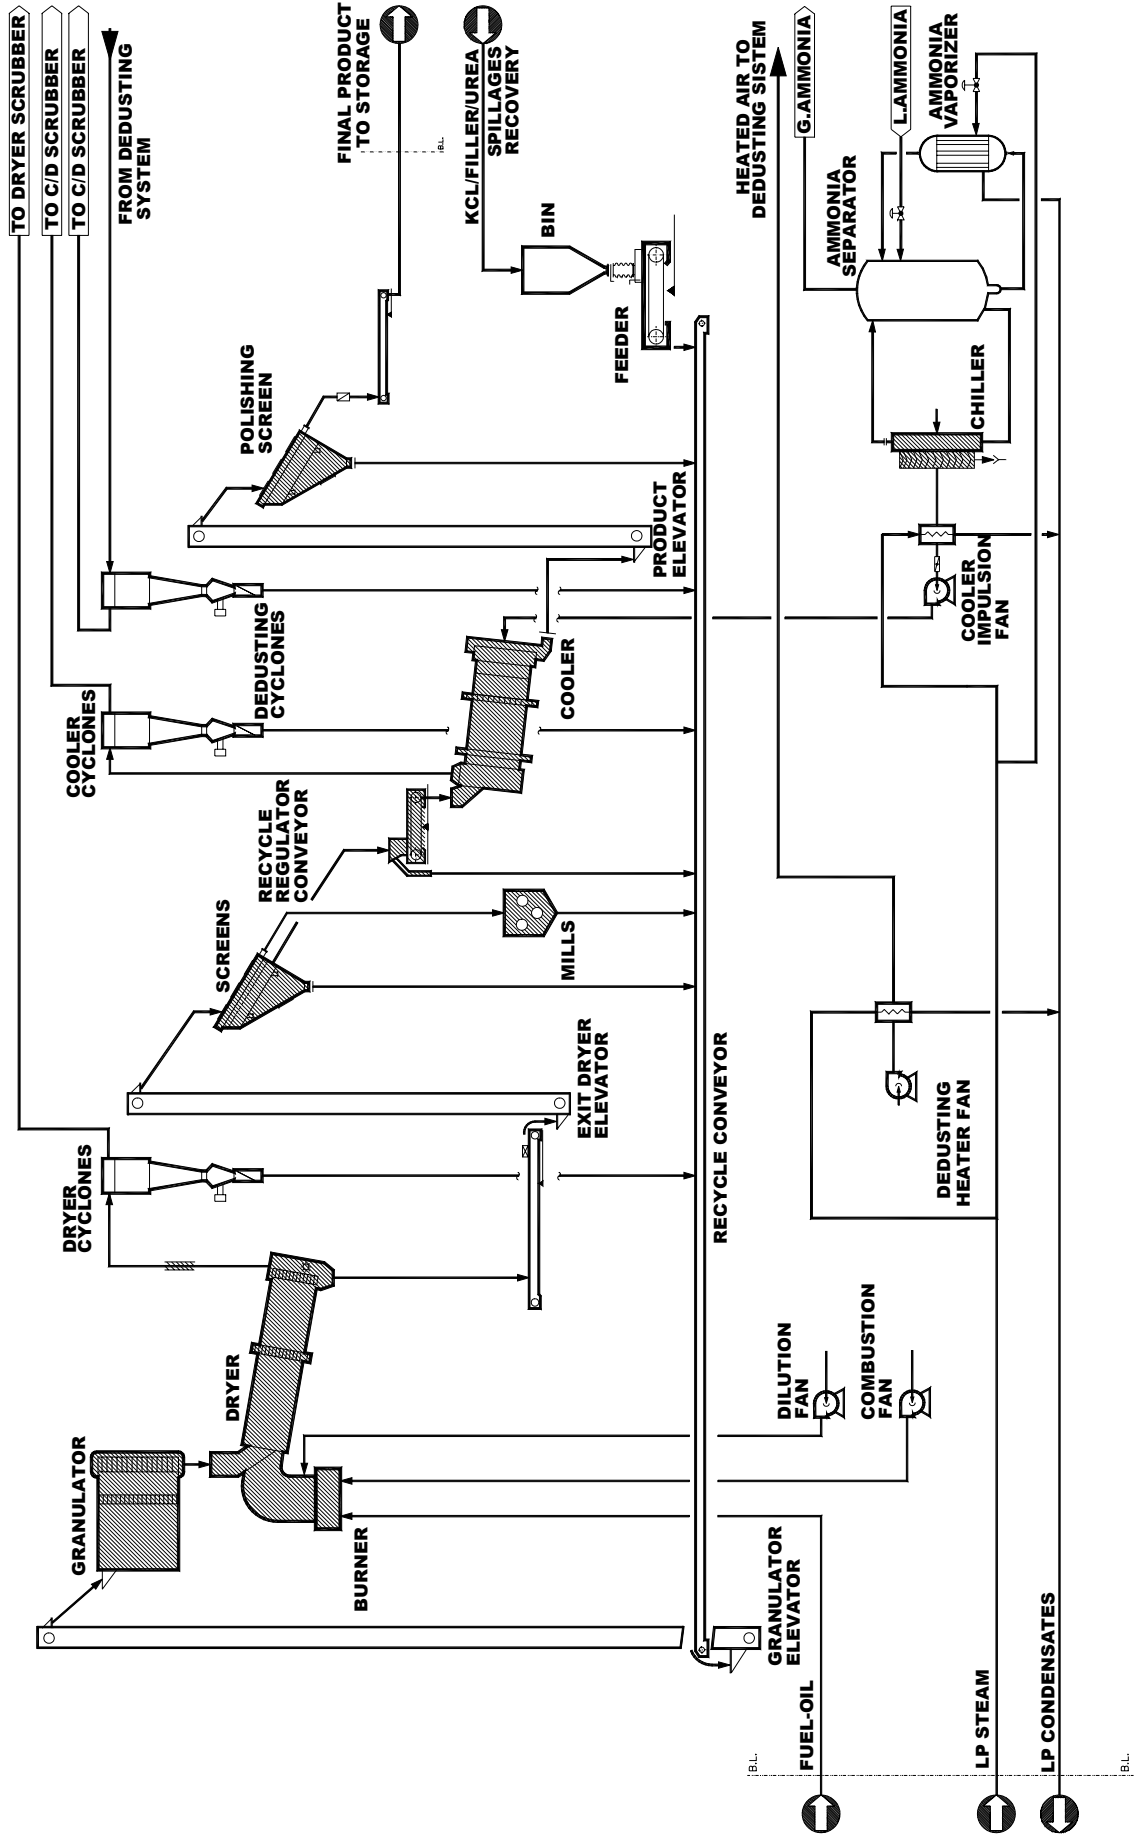 TO DRYER SCRUBBER
TO C/D SCRUBBER
TO C/D SCRUBBER
FROM DEDUSTING
SYSTEM
FINAL PRODUCT
TO STORAGE
B.L.
KCL/FILLER/UREA
SPILLAGES
RECOVERY
BIN
FEEDER
HEATED AIR TO
DEDUSTING SISTEM
G.AMMONIA
L.AMMONIA
AMMONIA
VAPORIZER
AMMONIA
SEPARATOR
CHILLER
POLISHING
SCREEN
PRODUCT
ELEVATOR
COOLER
IMPULSION
FAN
DEDUSTING
CYCLONES
COOLER
COOLER
CYCLONES
RECYCLE
REGULATOR
CONVEYOR
SCREENS
MILLS
EXIT DRYER
ELEVATOR
RECYCLE CONVEYOR
DEDUSTING
HEATER FAN
DRYER
CYCLONES
DRYER
DILUTION
FAN
COMBUSTION
FAN
GRANULATOR
BURNER
GRANULATOR
ELEVATOR
FUEL-OIL
LP STEAM
LP CONDENSATES
B.L.
B.L.